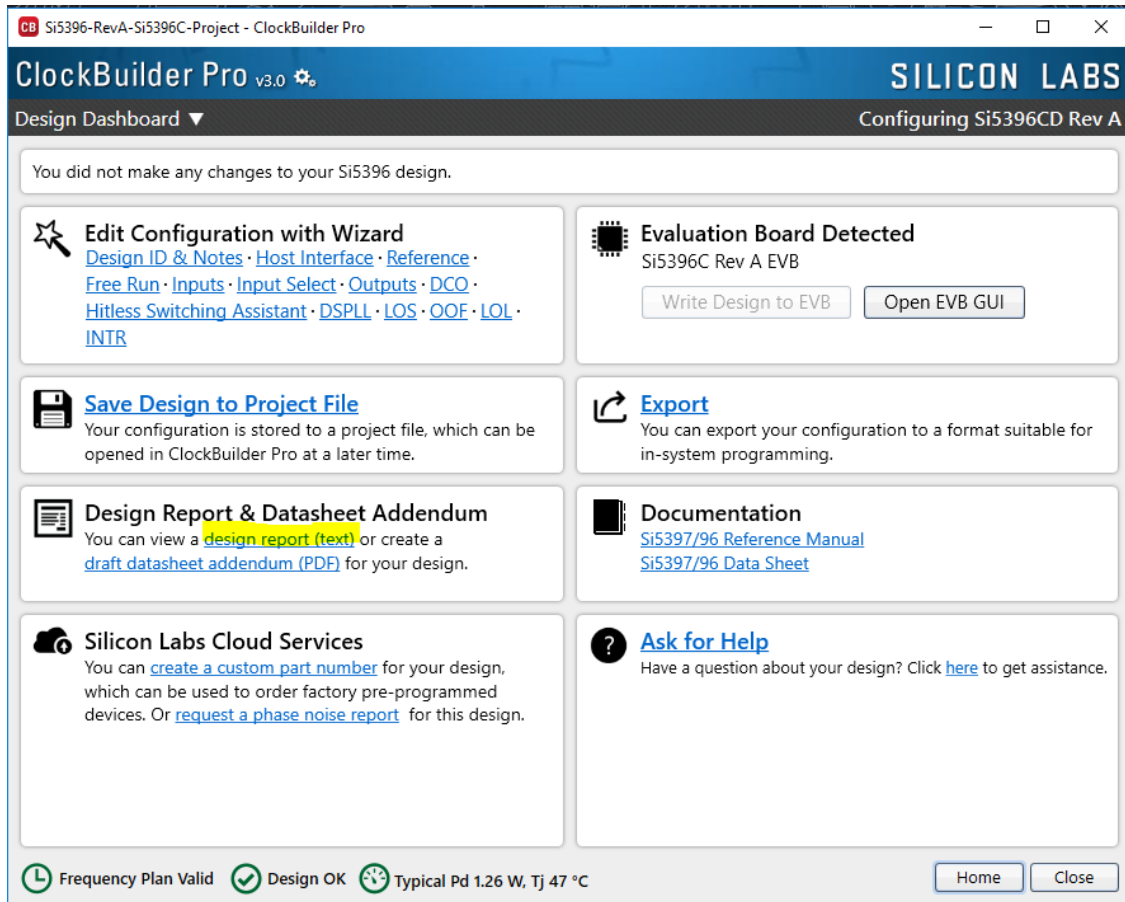 CB Si5396-RevA-Si5396C-Project - ClockBuilder Pro
ClockBuilder Pro v3.0
SILICON LABS
Design Dashboard ▼
Configuring Si5396CD Rev A
You did not make any changes to your Si5396 design.
Edit Configuration with Wizard
Design ID & Notes · Host Interface · Reference ·
Free Run · Inputs · Input Select · Outputs · DCO ·
Hitless Switching Assistant · DSPLL · LOS · OOF · LOL ·
INTR
Evaluation Board Detected
Si5396C Rev A EVB
Write Design to EVB
Open EVB GUI
Save Design to Project File
Your configuration is stored to a project file, which can be
opened in ClockBuilder Pro at a later time.
Export
You can export your configuration to a format suitable for
in-system programming.
Design Report & Datasheet Addendum
You can view a design report (text) or create a
draft datasheet addendum (PDF) for your design.
Documentation
Si5397/96 Reference Manual
Si5397/96 Data Sheet
Silicon Labs Cloud Services
You can create a custom part number for your design,
which can be used to order factory pre-programmed
devices. Or request a phase noise report for this design.
? Ask for Help
Have a question about your design? Click here to get assistance.
Frequency Plan Valid
Design OK
Typical Pd 1.26 W, Tj 47 °C
Home
Close